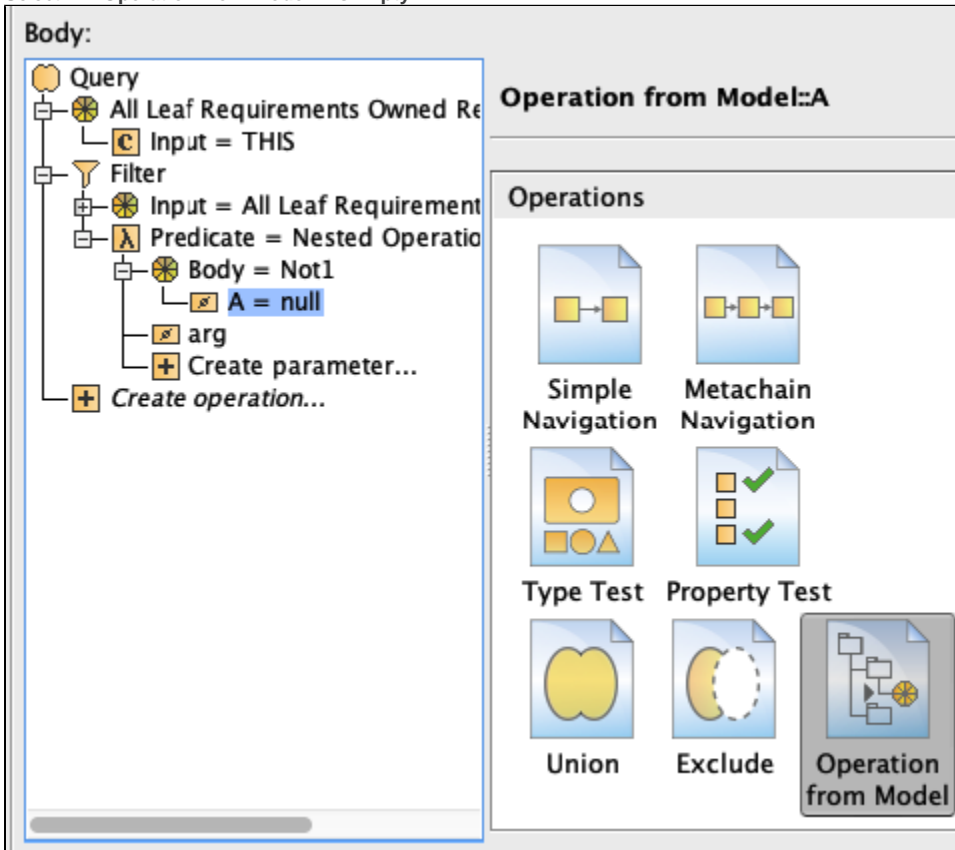 Body:
Query
All Leaf Requirements Owned Re
C Input = THIS
Filter
Input = All Leaf Requirement
λ Predicate = Nested Operatio
Body = Not1
A = null
arg
Create parameter...
Create operation...
Operation from Model::A
Operations
Simple Navigation
Metachain Navigation
Type Test
Property Test
Union
Exclude
Operation from Model